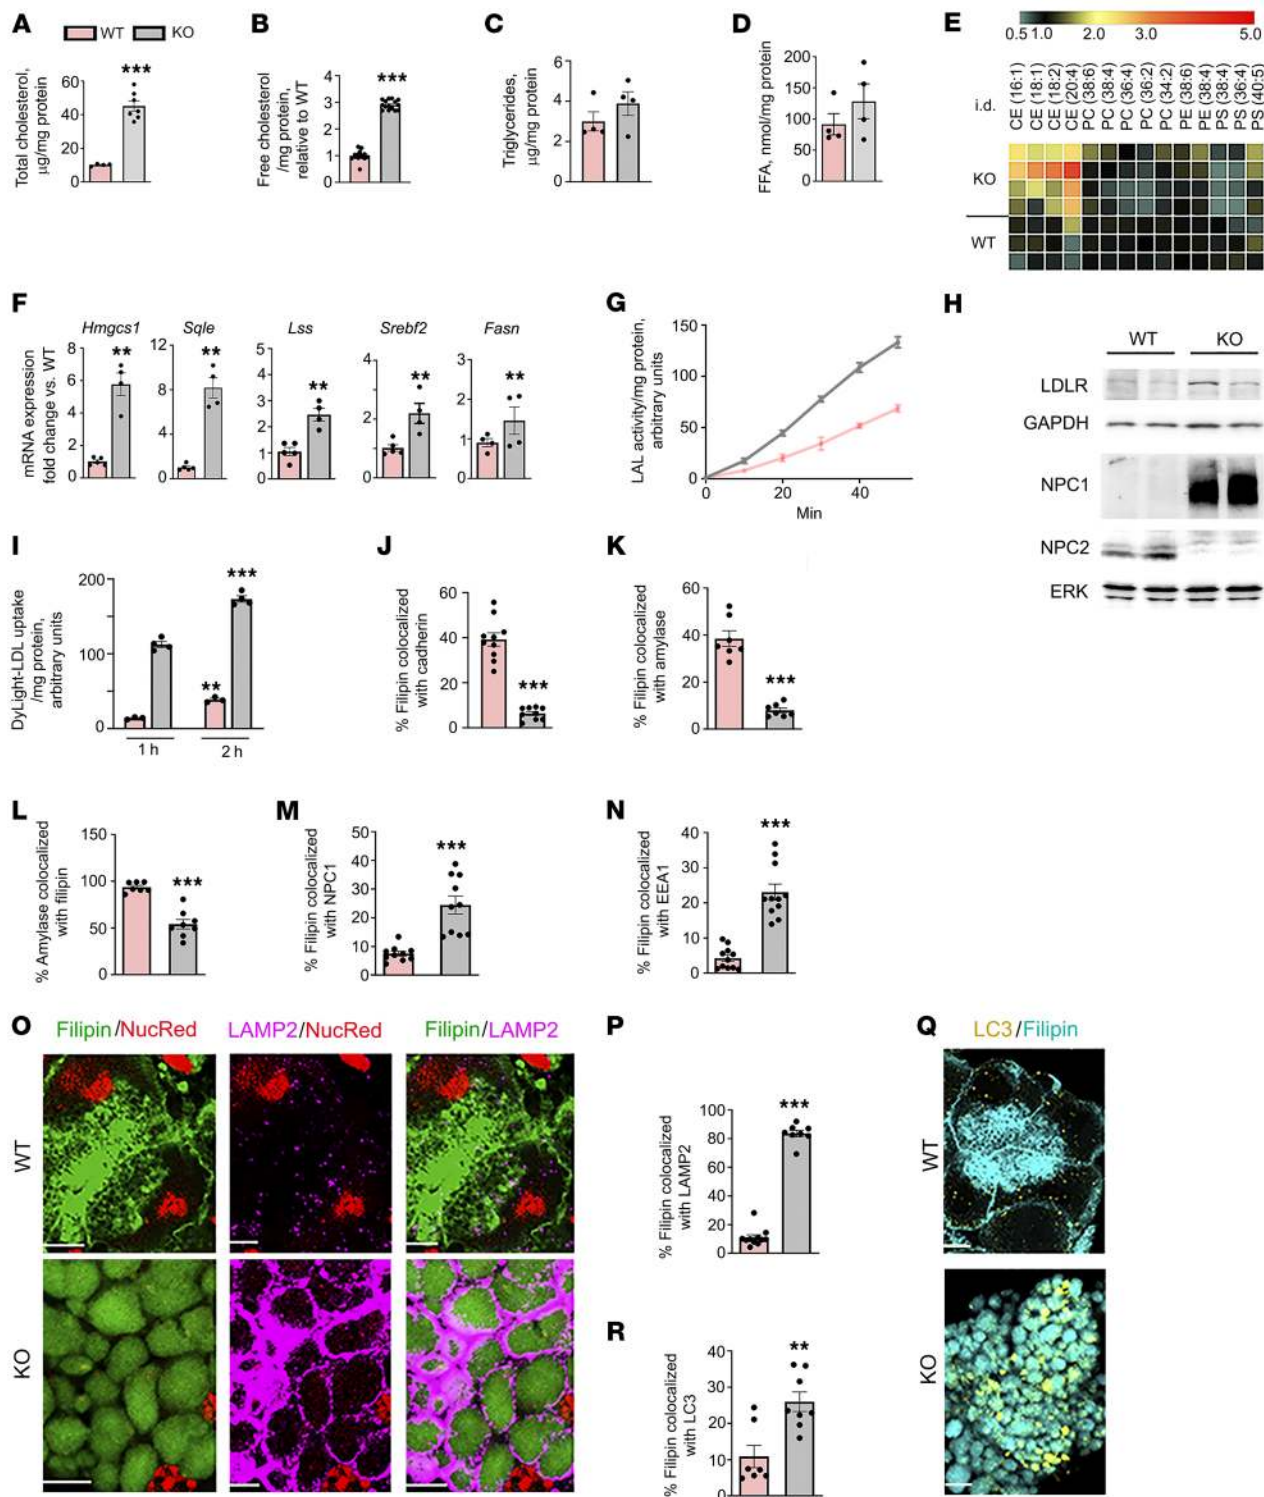 A
WT
KO
Total cholesterol,
µg/mg protein
60
40
20
0
***
B
Free cholesterol
/mg protein,
relative to WT
4
3
2
1
0
***
C
Triglycerides,
µg/mg protein
6
4
2
0
D
FFA, nmol/mg protein
200
150
100
50
0
E
0.5 1.0 2.0 3.0 5.0
i.d.
CE (16:1)
CE (18:1)
CE (18:2)
CE (20:4)
PC (38:6)
PC (38:4)
PC (36:4)
PC (36:2)
PC (34:2)
PE (38:6)
PE (38:4)
PS (38:4)
PS (36:4)
PS (40:5)
KO
WT
F
mRNA expression
fold change vs. WT
Hmgcs1
8
6
4
2
0
**
Sqle
12
8
4
0
**
Lss
5
4
3
2
1
0
**
Srebf2
4
2
0
**
Fasn
3
2
1
0
**
G
LAL activity/mg protein,
arbitrary units
150
100
50
0
0 20 40
Min
H
WT KO
LDLR
GAPDH
NPC1
NPC2
ERK
I
DyLight-LDL uptake
/mg protein,
arbitrary units
200
100
0
**
***
1 h 2 h
J
% Filipin colocalized
with cadherin
60
40
20
0
***
K
% Filipin colocalized
with amylase
60
40
20
0
***
L
% Amylase colocalized
with filipin
150
100
50
0
***
M
% Filipin colocalized
with NPC1
50
40
30
20
10
0
***
N
% Filipin colocalized
with EEA1
40
30
20
10
0
***
O
Filipin/NucRed
LAMP2/NucRed
Filipin/LAMP2
WT
KO
P
% Filipin colocalized
with LAMP2
100
80
60
40
20
0
***
Q
LC3/Filipin
WT
KO
R
% Filipin colocalized
with LC3
40
30
20
10
0
**